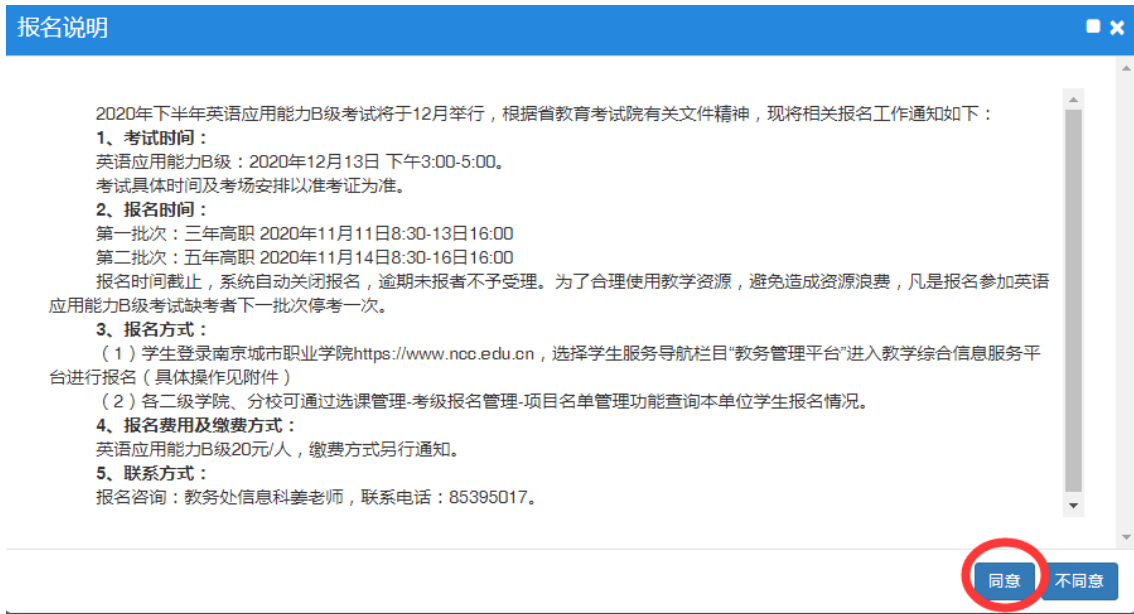 报名说明
2020年下半年英语应用能力B级考试将于12月举行，根据省教育考试院有关文件精神，现将相关报名工作通知如下：
1、考试时间：
英语应用能力B级：2020年12月13日 下午3:00-5:00。
考试具体时间及考场安排以准考证为准。
2、报名时间：
第一批次：三年高职 2020年11月11日8:30-13日16:00
第二批次：五年高职 2020年11月14日8:30-16日16:00
报名时间截止，系统自动关闭报名，逾期未报者不予受理。为了合理使用教学资源，避免造成资源浪费，凡是报名参加英语
应用能力B级考试缺考者下一批次停考一次。
3、报名方式：
（1）学生登录南京城市职业学院https://www.ncc.edu.cn，选择学生服务导航栏目“教务管理平台”进入教学综合信息服务平
台进行报名（具体操作见附件）
（2）各二级学院、分校可通过选课管理-考级报名管理-项目名单管理功能查询本单位学生报名情况。
4、报名费用及缴费方式：
英语应用能力B级20元/人，缴费方式另行通知。
5、联系方式：
报名咨询：教务处信息科姜老师，联系电话：85395017。
同意 不同意